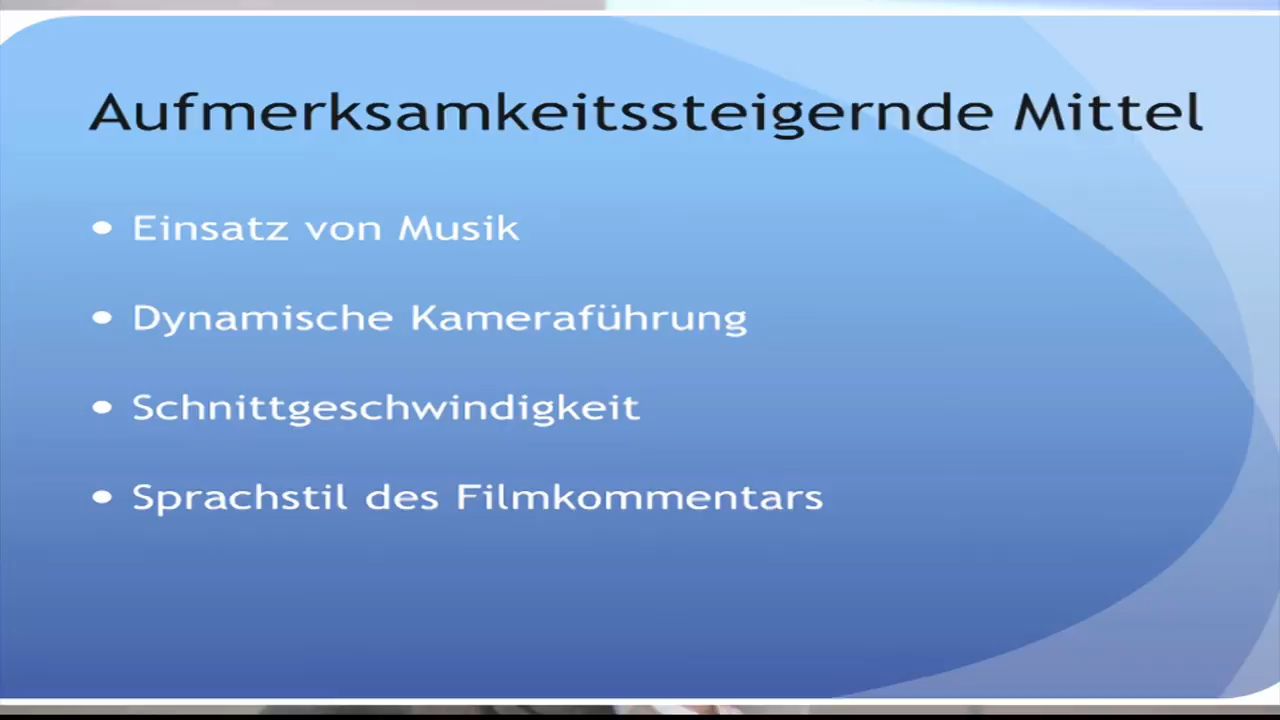 Aufmerksamkeitssteigernde Mittel
• Einsatz von Musik
• Dynamische Kameraführung
• Schnittgeschwindigkeit
• Sprachstil des Filmkommentars